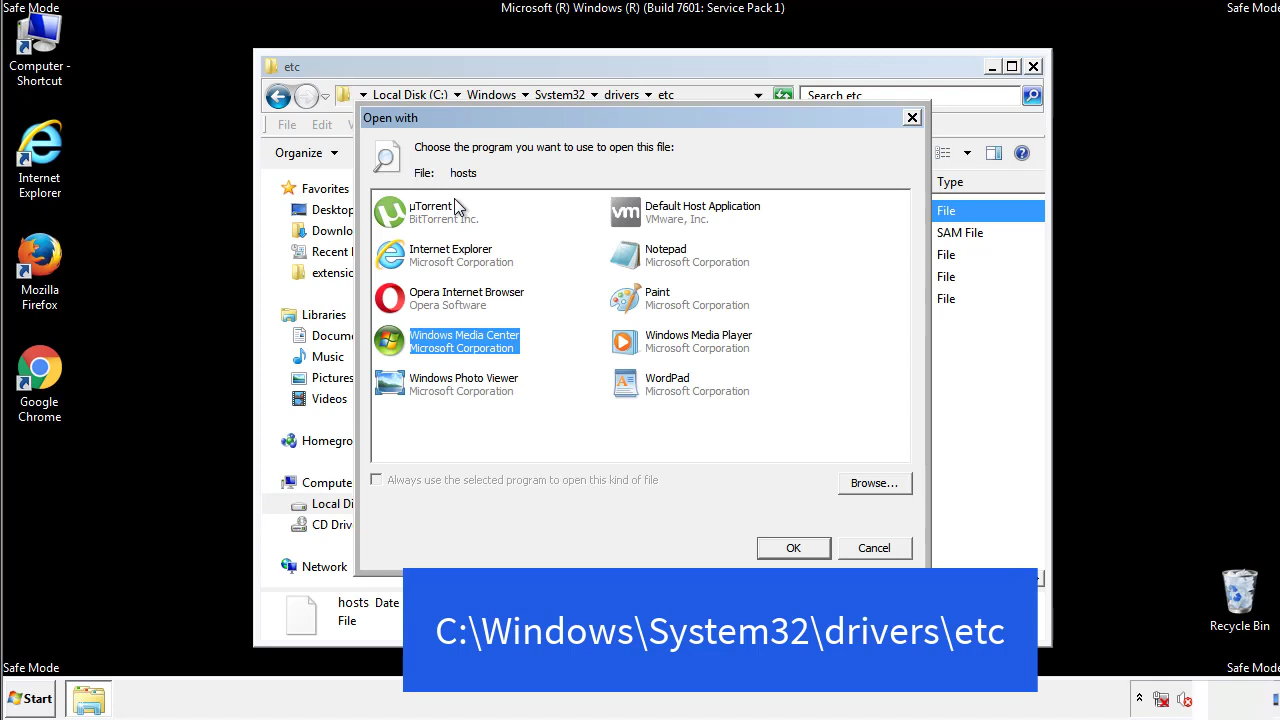 Safe Mode
Microsoft (R) Windows (R) (Build 7601: Service Pack 1)
Safe Mode
Computer - Shortcut
Internet Explorer
Mozilla Firefox
Google Chrome
Recycle Bin
etc
Local Disk (C:)
Windows
System32
drivers
etc
Search etc
File
Edit
Organize
Favorites
Desktop
Downlo
Recent
extensio
Libraries
Docume
Music
Pictures
Videos
Homegro
Compute
Local Di
CD Driv
Network
Type
File
SAM File
File
File
File
Open with
Choose the program you want to use to open this file:
File: hosts
µTorrent
BitTorrent Inc.
Default Host Application
VMware, Inc.
Internet Explorer
Microsoft Corporation
Notepad
Microsoft Corporation
Opera Internet Browser
Opera Software
Paint
Microsoft Corporation
Windows Media Center
Microsoft Corporation
Windows Media Player
Microsoft Corporation
Windows Photo Viewer
Microsoft Corporation
WordPad
Microsoft Corporation
Always use the selected program to open this kind of file
Browse...
OK
Cancel
hosts Date
File
C:\Windows\System32\drivers\etc
Safe Mode
Safe Mode
Start